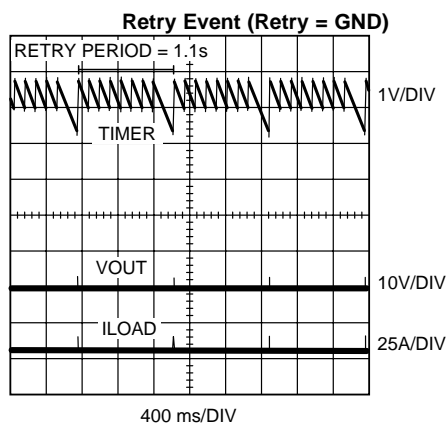 Retry Event (Retry = GND)
RETRY PERIOD = 1.1s
1V/DIV
TIMER
VOUT
10V/DIV
ILOAD
25A/DIV
400 ms/DIV